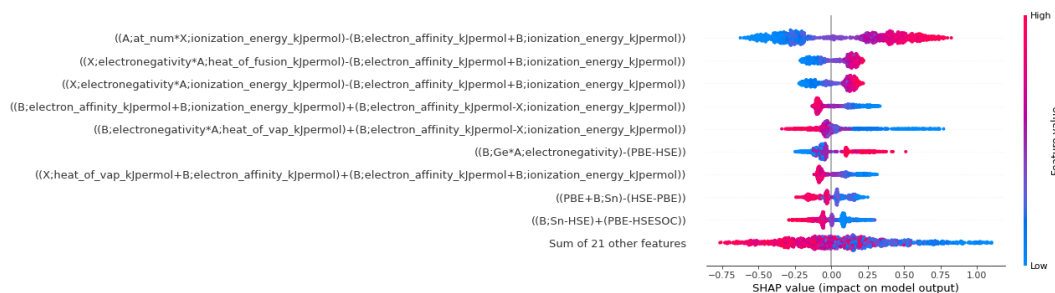 High
((A;at_num*X;ionization_energy_kJpermol)-(B;electron_affinity_kJpermol+B;ionization_energy_kJpermol))
((X;electronegativity*A;heat_of_fusion_kJpermol)-(B;electron_affinity_kJpermol+B;ionization_energy_kJpermol))
((X;electronegativity*A;ionization_energy_kJpermol)-(B;electron_affinity_kJpermol+B;ionization_energy_kJpermol))
((B;electron_affinity_kJpermol+B;ionization_energy_kJpermol)+(B;electron_affinity_kJpermol-X;ionization_energy_kJpermol))
((B;electronegativity*A;heat_of_vap_kJpermol)+(B;electron_affinity_kJpermol-X;ionization_energy_kJpermol))
((B;Ge*A;electronegativity)-(PBE-HSE))
((X;heat_of_vap_kJpermol+B;electron_affinity_kJpermol)+(B;electron_affinity_kJpermol+B;ionization_energy_kJpermol))
((PBE+B;Sn)-(HSE-PBE))
((B;Sn-HSE)+(PBE-HSESOC))
Sum of 21 other features
Feature value
Low
−0.75 −0.50 −0.25 0.00 0.25 0.50 0.75 1.00
SHAP value (impact on model output)